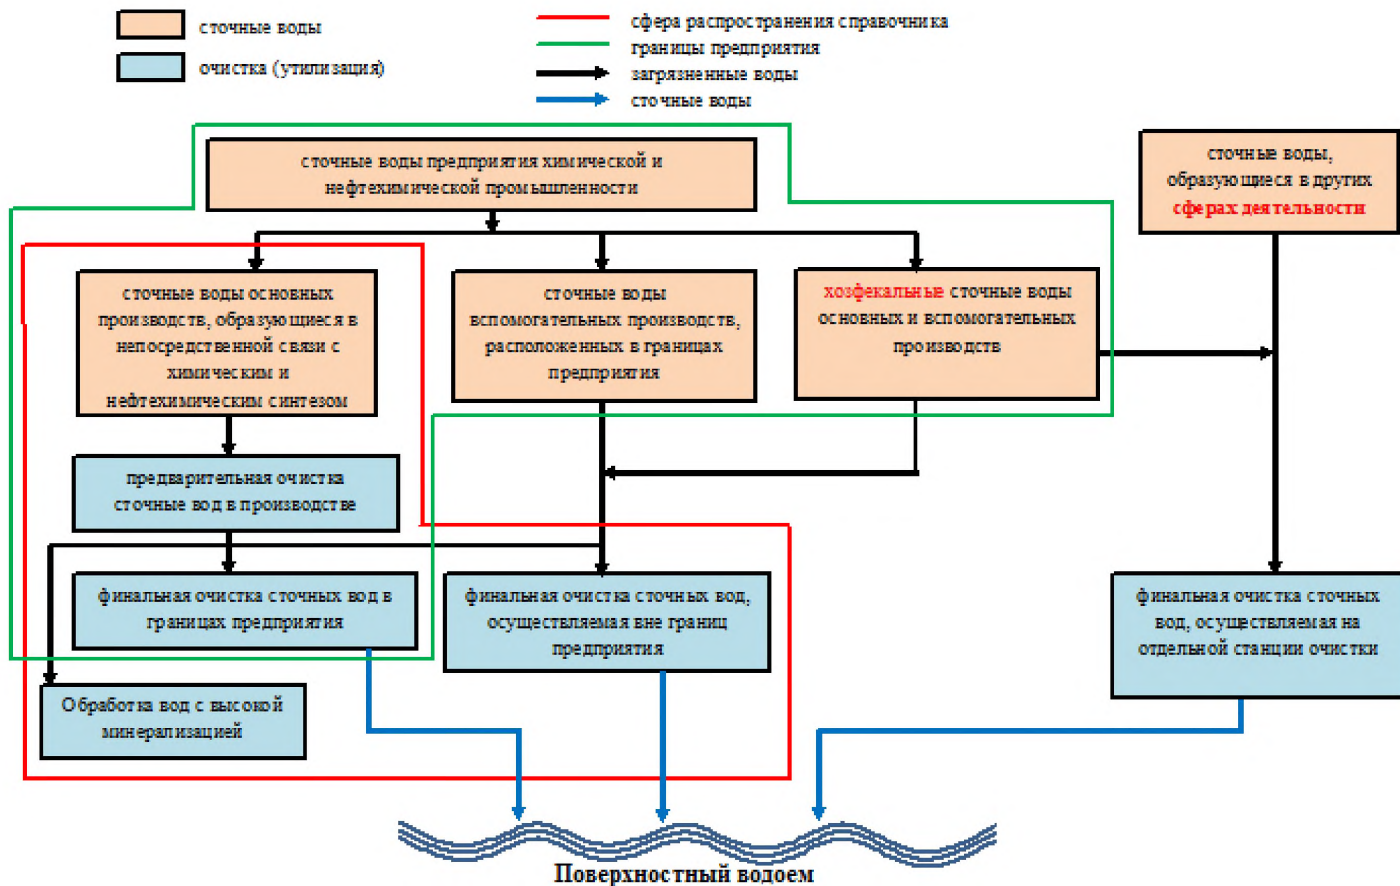 сточные воды
очистка (утилизация)
сфера распространения справочника
границы предприятия
загрязненные воды
сточные воды
сточные воды предприятия химической и
нефтехимической промышленности
сточные воды,
образующиеся в других
сферах деятельности
сточные воды основных
производств, образующиеся в
непосредственной связи с
химическим и
нефтехимическим синтезом
сточные воды
вспомогательных производств,
расположенных в границах
предприятия
хозфекальные сточные воды
основных и вспомогательных
производств
предварительная очистка
сточные вод в производстве
финальная очистка сточных вод в
границах предприятия
финальная очистка сточных вод,
осуществляемая вне границ
предприятия
финальная очистка сточных
вод, осуществляемая на
отдельной станции очистки
Обработка вод с высокой
минерализацией
Поверхностный водоем